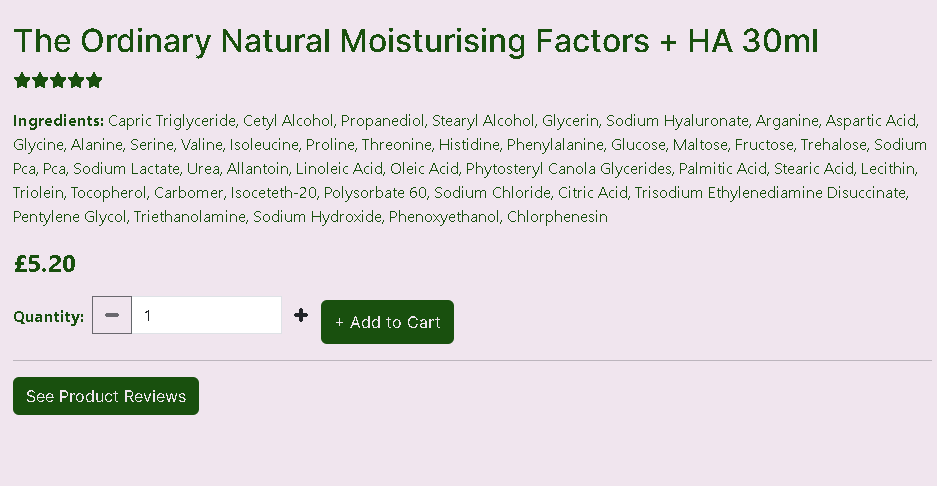 The Ordinary Natural Moisturising Factors + HA 30ml
Ingredients: Capric Triglyceride, Cetyl Alcohol, Propanediol, Stearyl Alcohol, Glycerin, Sodium Hyaluronate, Arganine, Aspartic Acid,
Glycine, Alanine, Serine, Valine, Isoleucine, Proline, Threonine, Histidine, Phenylalanine, Glucose, Maltose, Fructose, Trehalose, Sodium
Pca, Pca, Sodium Lactate, Urea, Allantoin, Linoleic Acid, Oleic Acid, Phytosteryl Canola Glycerides, Palmitic Acid, Stearic Acid, Lecithin,
Triolein, Tocopherol, Carbomer, Isoceteth-20, Polysorbate 60, Sodium Chloride, Citric Acid, Trisodium Ethylenediamine Disuccinate,
Pentylene Glycol, Triethanolamine, Sodium Hydroxide, Phenoxyethanol, Chlorphenesin
£5.20
Quantity: − 1 + + Add to Cart
See Product Reviews